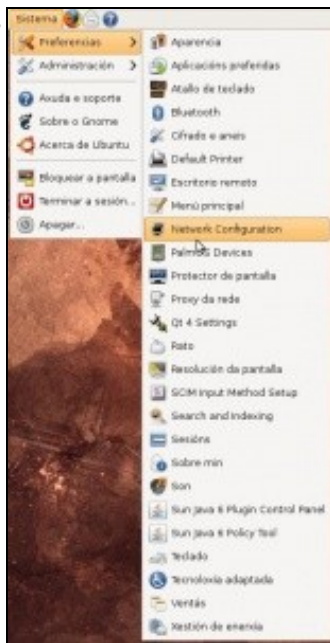 Sistema
Preferencias
Administración
Axuda e soporte
Sobre o Gnome
Acerca de Ubuntu
Bloquear a pantalla
Terminar a sesión...
Apagar...
Aparencia
Aplicacións preferidas
Atallo de teclado
Bluetooth
Cifrado e aneis
Default Printer
Escritorio remoto
Menú principal
Network Configuration
PalmOS Devices
Protector de pantalla
Proxy da rede
Qt 4 Settings
Rato
Resolución da pantalla
SCIM Input Method Setup
Search and Indexing
Sesións
Sobre min
Son
Sun Java 6 Plugin Control Panel
Sun Java 6 Policy Tool
Teclado
Tecnoloxía adaptada
Ventás
Xestión de enerxía